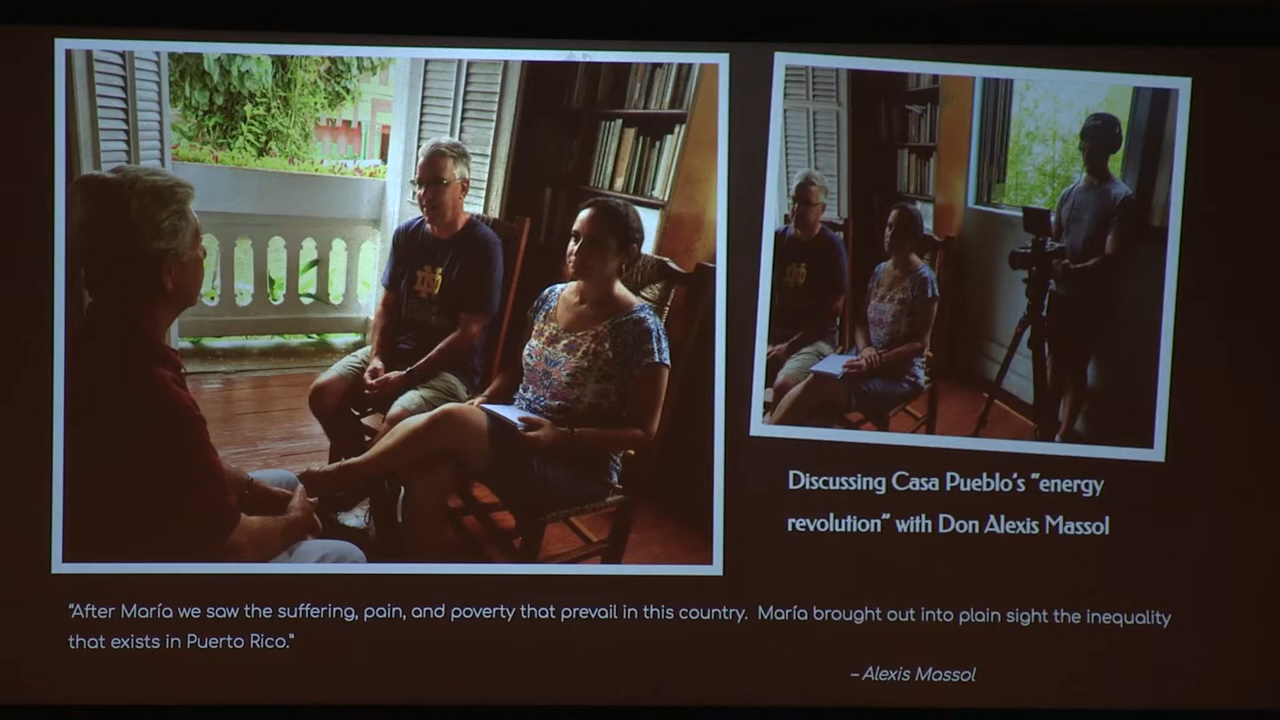 ND
Discussing Casa Pueblo's "energy
revolution" with Don Alexis Massol
"After María we saw the suffering, pain, and poverty that prevail in this country. María brought out into plain sight the inequality
that exists in Puerto Rico."
– Alexis Massol